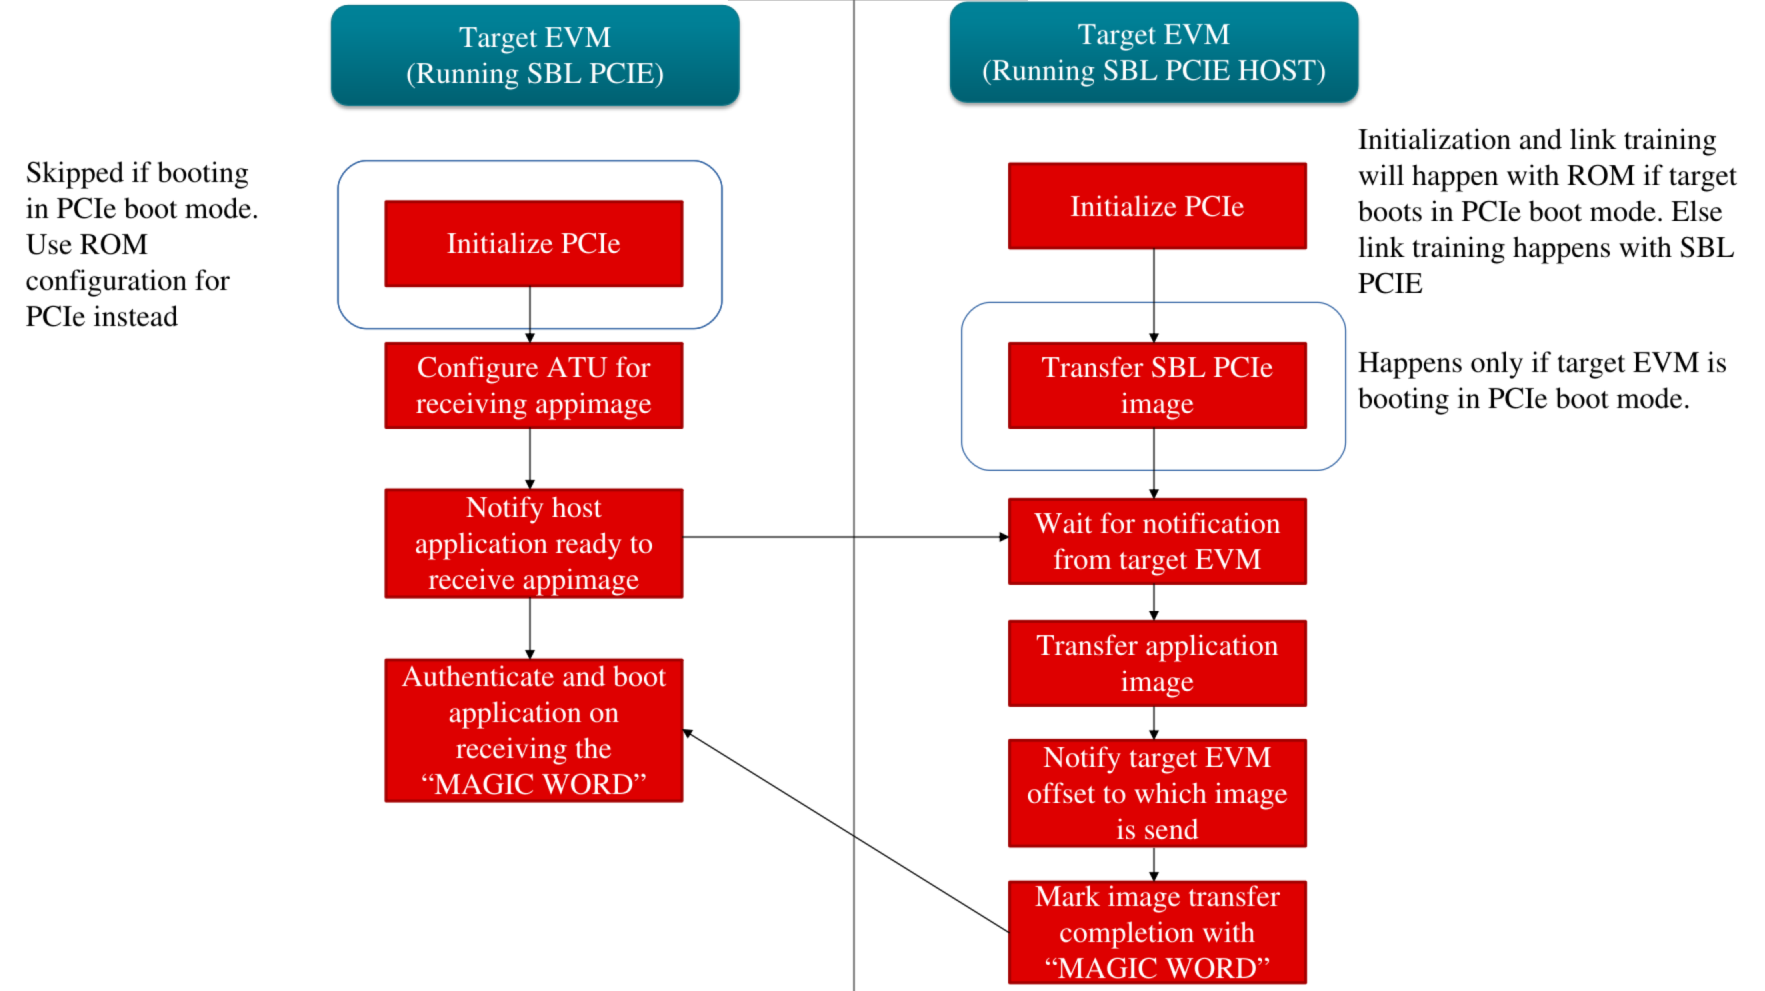 Target EVM
(Running SBL PCIE)
Skipped if booting
in PCIe boot mode.
Use ROM
configuration for
PCIe instead
Initialize PCIe
Configure ATU for
receiving appimage
Notify host
application ready to
receive appimage
Authenticate and boot
application on
receiving the
“MAGIC WORD”
Target EVM
(Running SBL PCIE HOST)
Initialization and link training
will happen with ROM if target
boots in PCIe boot mode. Else
link training happens with SBL
PCIE
Initialize PCIe
Happens only if target EVM is
booting in PCIe boot mode.
Transfer SBL PCIe
image
Wait for notification
from target EVM
Transfer application
image
Notify target EVM
offset to which image
is send
Mark image transfer
completion with
“MAGIC WORD”